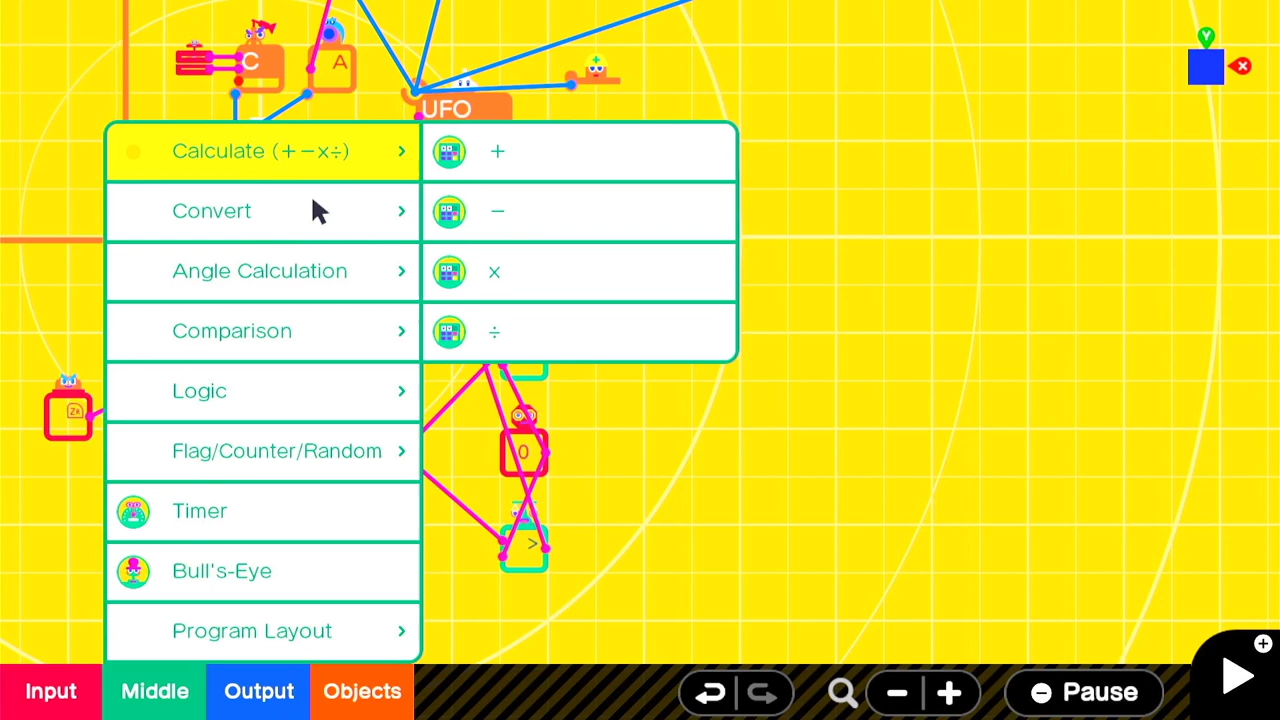 C
A
UFO
Y
X
Calculate (+−×÷)
+
Convert
−
Angle Calculation
×
Comparison
÷
Logic
ZR
Flag/Counter/Random
0
Timer
>
Bull's-Eye
Program Layout
Input
Middle
Output
Objects
Pause